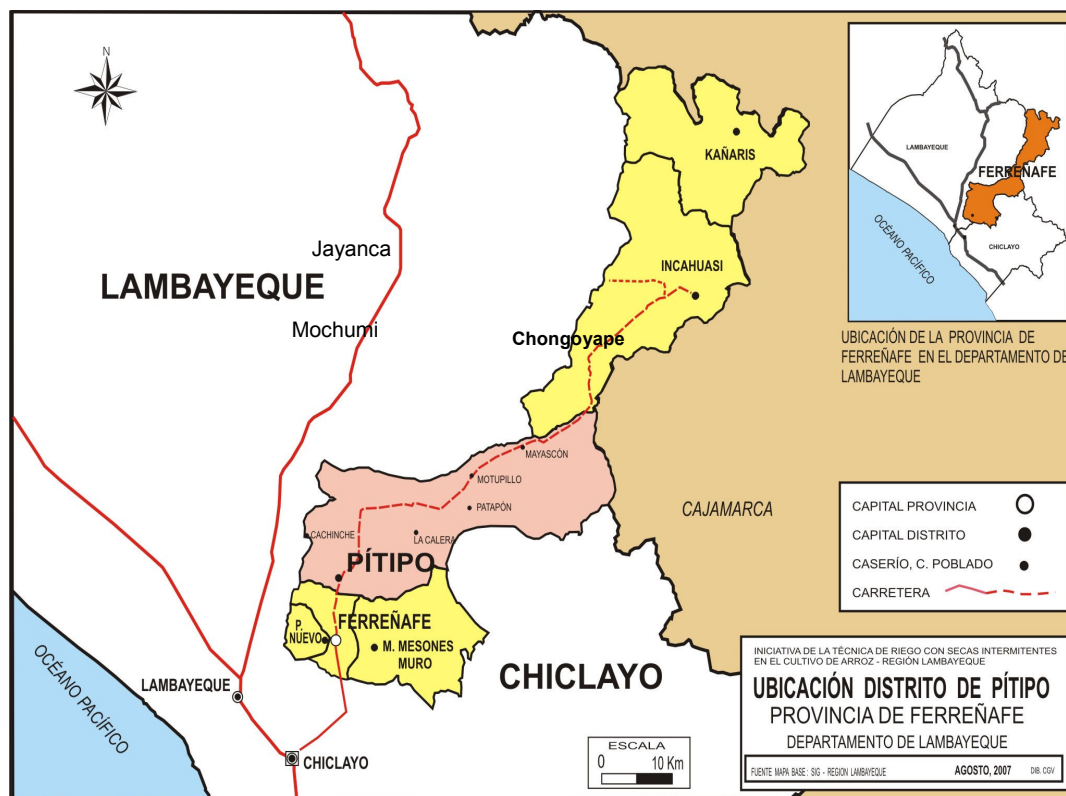 N
KAÑARIS
LAMBAYEQUE
FERREÑAFE
CHICLAYO
OCÉANO PACÍFICO
UBICACIÓN DE LA PROVINCIA DE
FERREÑAFE EN EL DEPARTAMENTO DE
LAMBAYEQUE
Jayanca
LAMBAYEQUE
INCAHUASI
Mochumi
Chongoyape
MAYASCÓN
MOTUPILLO
PATAPÓN
CAJAMARCA
CACHINCHE
LA CALERA
PÍTIPO
CAPITAL PROVINCIA
CAPITAL DISTRITO
CASERÍO, C. POBLADO
CARRETERA
P.
NUEVO
FERREÑAFE
M. MESONES
MURO
CHICLAYO
OCÉANO PACÍFICO
LAMBAYEQUE
CHICLAYO
ESCALA
0 10 Km
INICIATIVA DE LA TÉCNICA DE RIEGO CON SECAS INTERMITENTES
EN EL CULTIVO DE ARROZ - REGIÓN LAMBAYEQUE
UBICACIÓN DISTRITO DE PÍTIPO
PROVINCIA DE FERREÑAFE
DEPARTAMENTO DE LAMBAYEQUE
FUENTE MAPA BASE : SIG - REGION LAMBAYEQUE AGOSTO, 2007 DIB. CGV